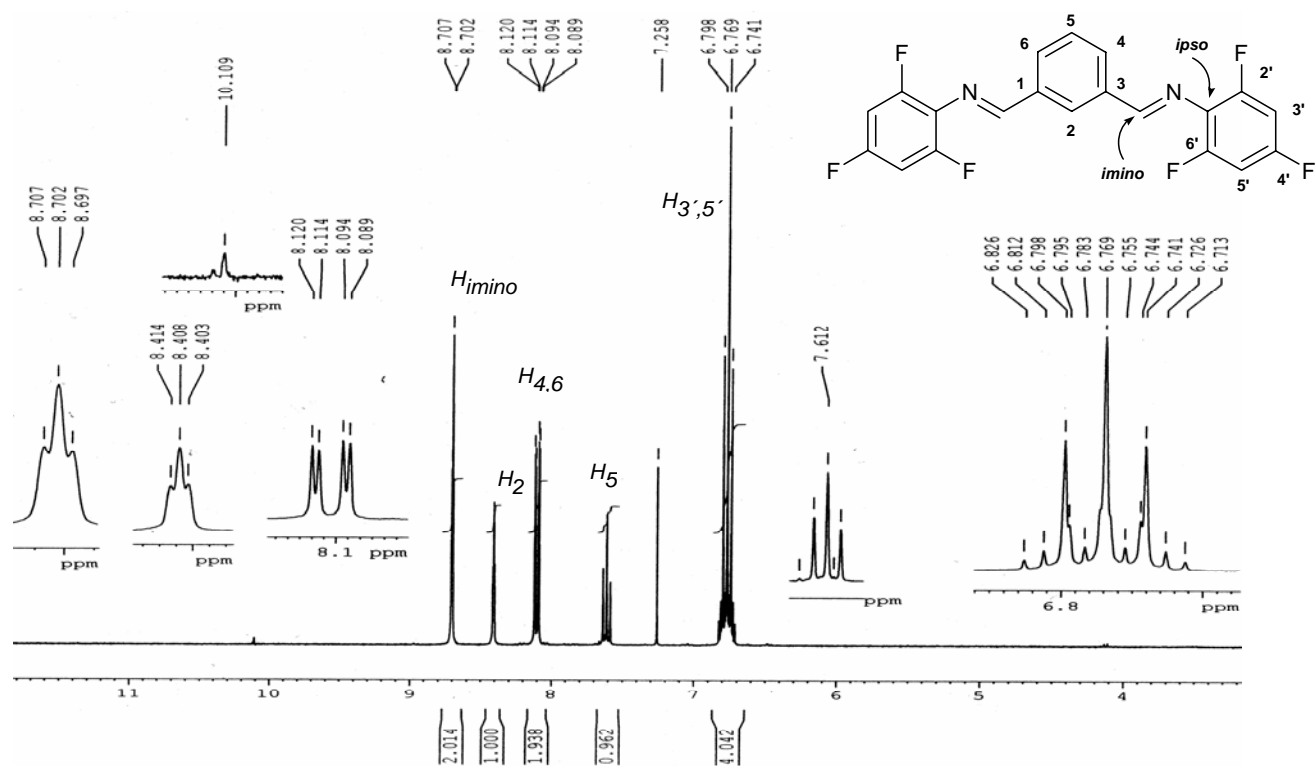 8.707
8.702
8.120
8.114
8.094
8.089
7.258
6.798
6.769
6.741
10.109
5
6
4
ipso
F
F
2'
N
1
3
N
3'
2
6'
F
F
imino
F
5'
4'
F
8.707
8.702
8.697
8.120
8.114
8.094
8.089
H3´,5´
6.826
6.812
6.798
6.795
6.783
6.769
6.755
6.744
6.741
6.726
6.713
ppm
Himino
8.414
8.408
8.403
7.612
H4.6
H2
H5
ppm
ppm
8.1 ppm
ppm
6.8 ppm
11 10 9 8 7 6 5 4
2.014
1.000
1.938
0.962
4.042